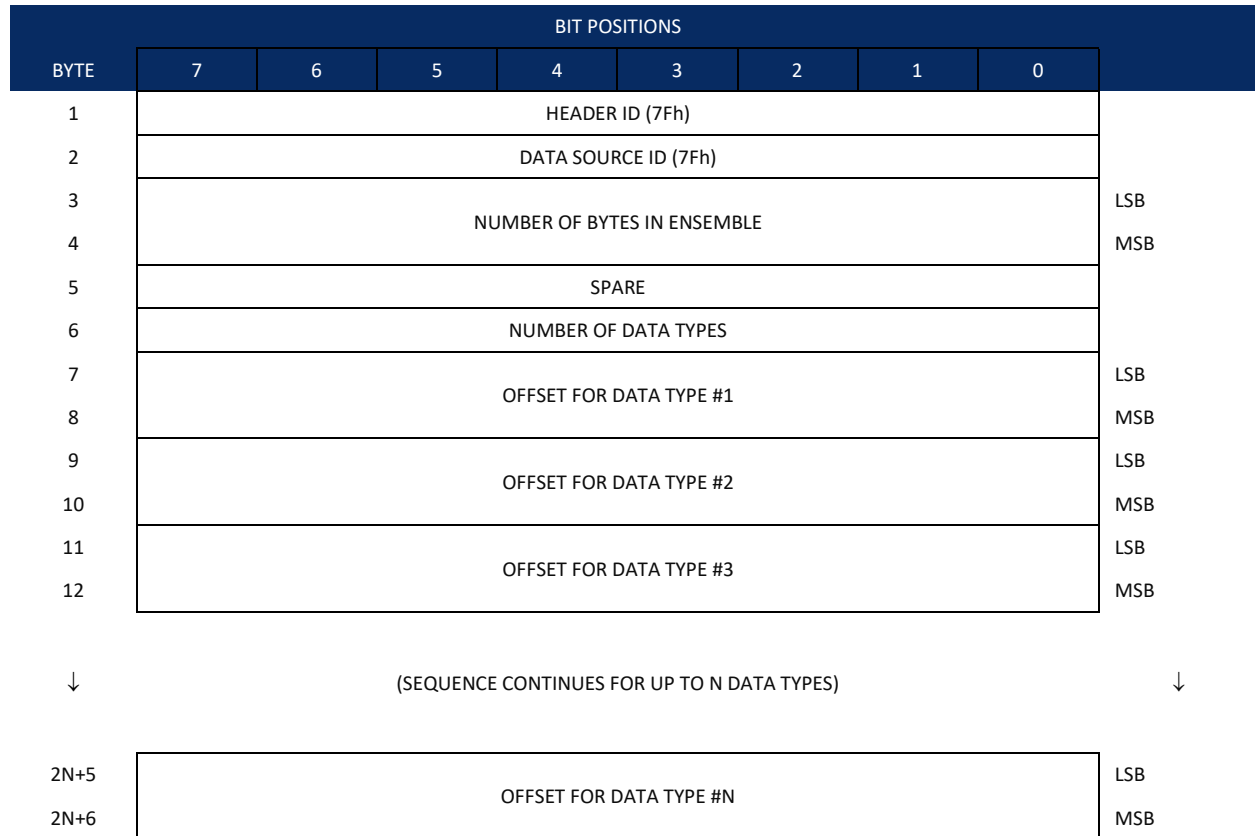 BIT POSITIONS
BYTE 7 6 5 4 3 2 1 0
1 HEADER ID (7Fh)
2 DATA SOURCE ID (7Fh)
3 LSB
NUMBER OF BYTES IN ENSEMBLE
4 MSB
5 SPARE
6 NUMBER OF DATA TYPES
7 LSB
OFFSET FOR DATA TYPE #1
8 MSB
9 LSB
OFFSET FOR DATA TYPE #2
10 MSB
11 LSB
OFFSET FOR DATA TYPE #3
12 MSB
↓ (SEQUENCE CONTINUES FOR UP TO N DATA TYPES) ↓
2N+5 LSB
OFFSET FOR DATA TYPE #N
2N+6 MSB